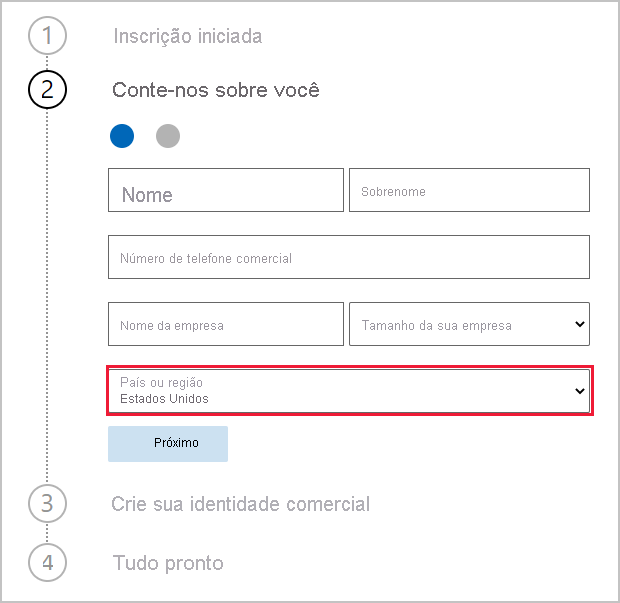 1
Inscrição iniciada
2
Conte-nos sobre você
Nome
Sobrenome
Número de telefone comercial
Nome da empresa
Tamanho da sua empresa
País ou região
Estados Unidos
Próximo
3
Crie sua identidade comercial
4
Tudo pronto